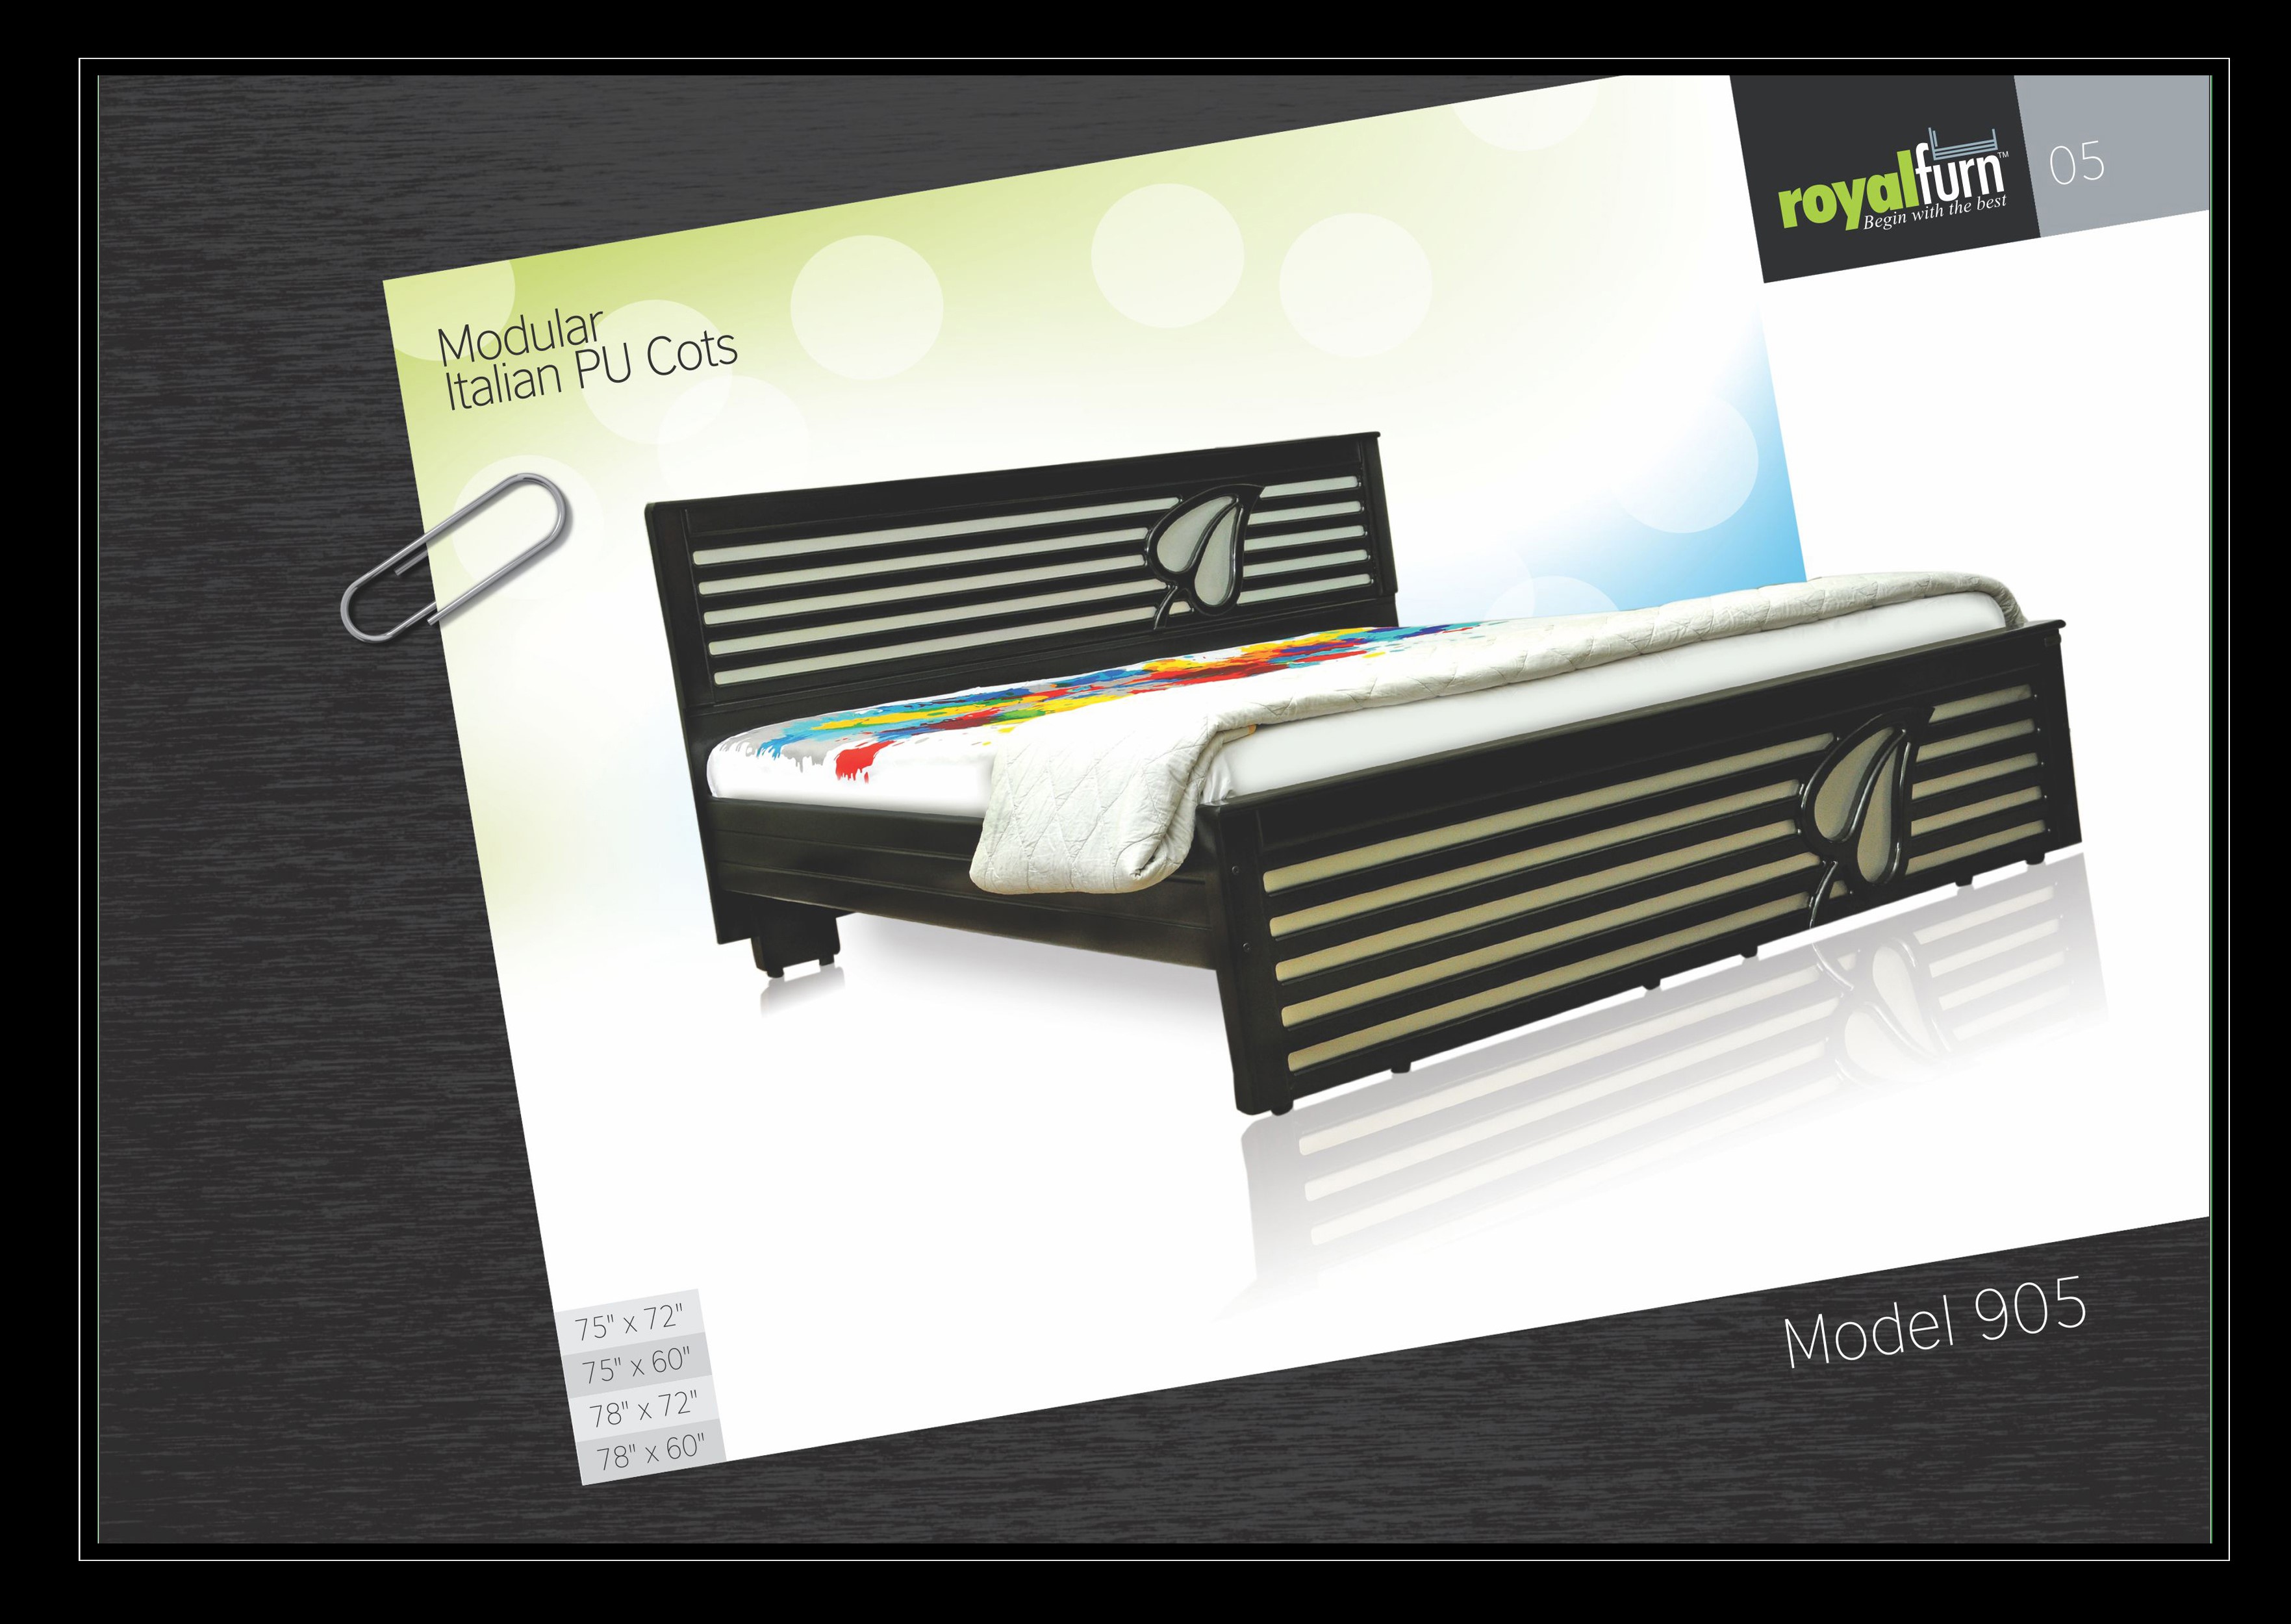 royalfurn™
Begin with the best
05
Modular
Italian PU Cots
75" x 72"
75" x 60"
78" x 72"
78" x 60"
Model 905